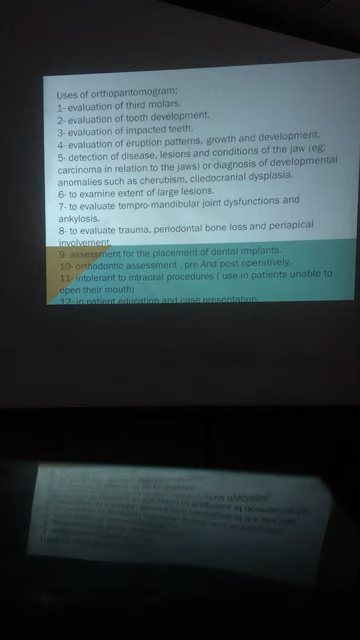 Uses of orthopantomogram;
1- evaluation of third molars.
2- evaluation of tooth development.
3- evaluation of impacted teeth.
4- evaluation of eruption patterns, growth and development.
5- detection of disease, lesions and conditions of the jaw (eg;
carcinoma in relation to the jaws) or diagnosis of developmental
anomalies such as cherubism, cliedocranial dysplasia.
6- to examine extent of large lesions.
7- to evaluate tempro-mandibular joint dysfunctions and
ankylosis.
8- to evaluate trauma, periodontal bone loss and periapical
involvement.
9- assessment for the placement of dental implants.
10- orthodontic assessment . pre And post operatively.
11- intolerant to intraoral procedures ( use in patients unable to
open their mouth)
12- in patient education and case presentation.